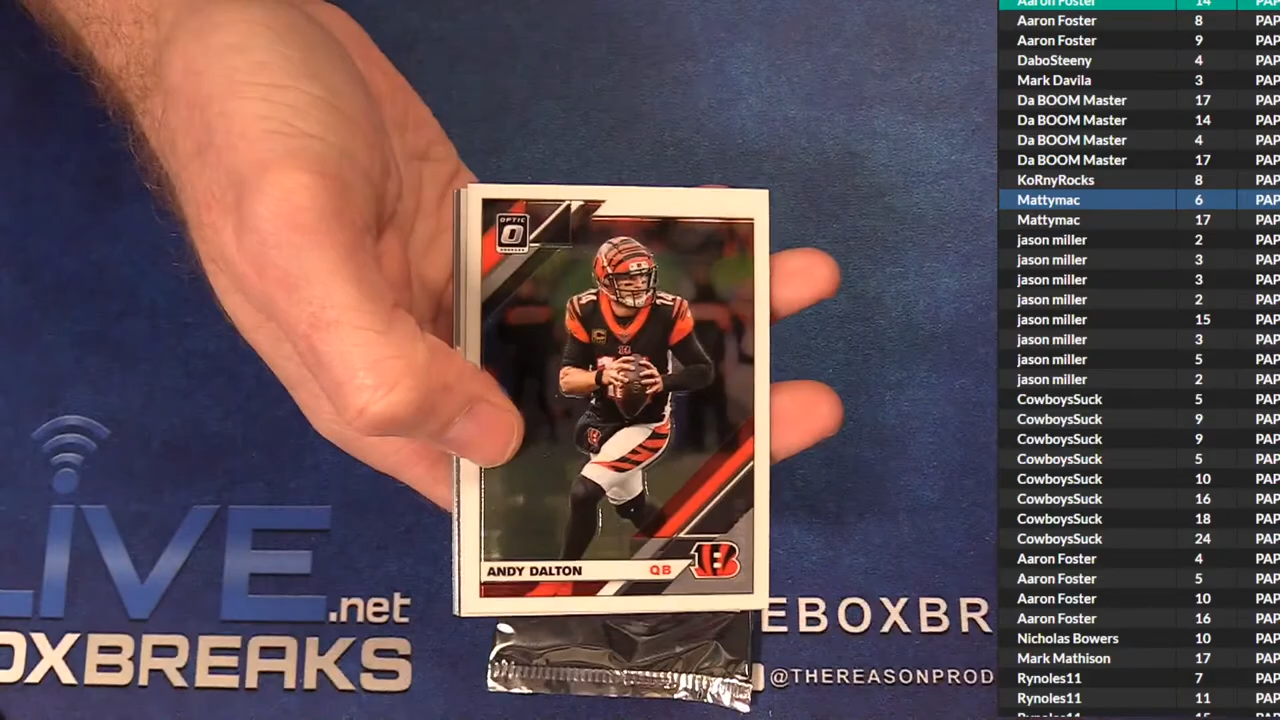 Aaron Foster 14 PAP
Aaron Foster 8 PAP
Aaron Foster 9 PAP
DaboSteeny 4 PAP
Mark Davila 3 PAP
Da BOOM Master 17 PAP
Da BOOM Master 14 PAP
Da BOOM Master 4 PAP
Da BOOM Master 17 PAP
KoRnyRocks 8 PAP
Mattymac 6 PAP
Mattymac 17 PAP
jason miller 2 PAP
jason miller 3 PAP
jason miller 3 PAP
jason miller 2 PAP
jason miller 15 PAP
jason miller 3 PAP
jason miller 5 PAP
jason miller 2 PAP
CowboysSuck 5 PAP
CowboysSuck 9 PAP
CowboysSuck 9 PAP
CowboysSuck 5 PAP
CowboysSuck 10 PAP
CowboysSuck 16 PAP
CowboysSuck 18 PAP
CowboysSuck 24 PAP
Aaron Foster 4 PAP
Aaron Foster 5 PAP
Aaron Foster 10 PAP
Aaron Foster 16 PAP
Nicholas Bowers 10 PAP
Mark Mathison 17 PAP
Rynoles11 7 PAP
Rynoles11 11 PAP
Rynoles11 15 PAP
OPTIC
O
14
ANDY DALTON QB
B
LIVE.net
OXBREAKS
EBOXBR
@THEREASONPROD